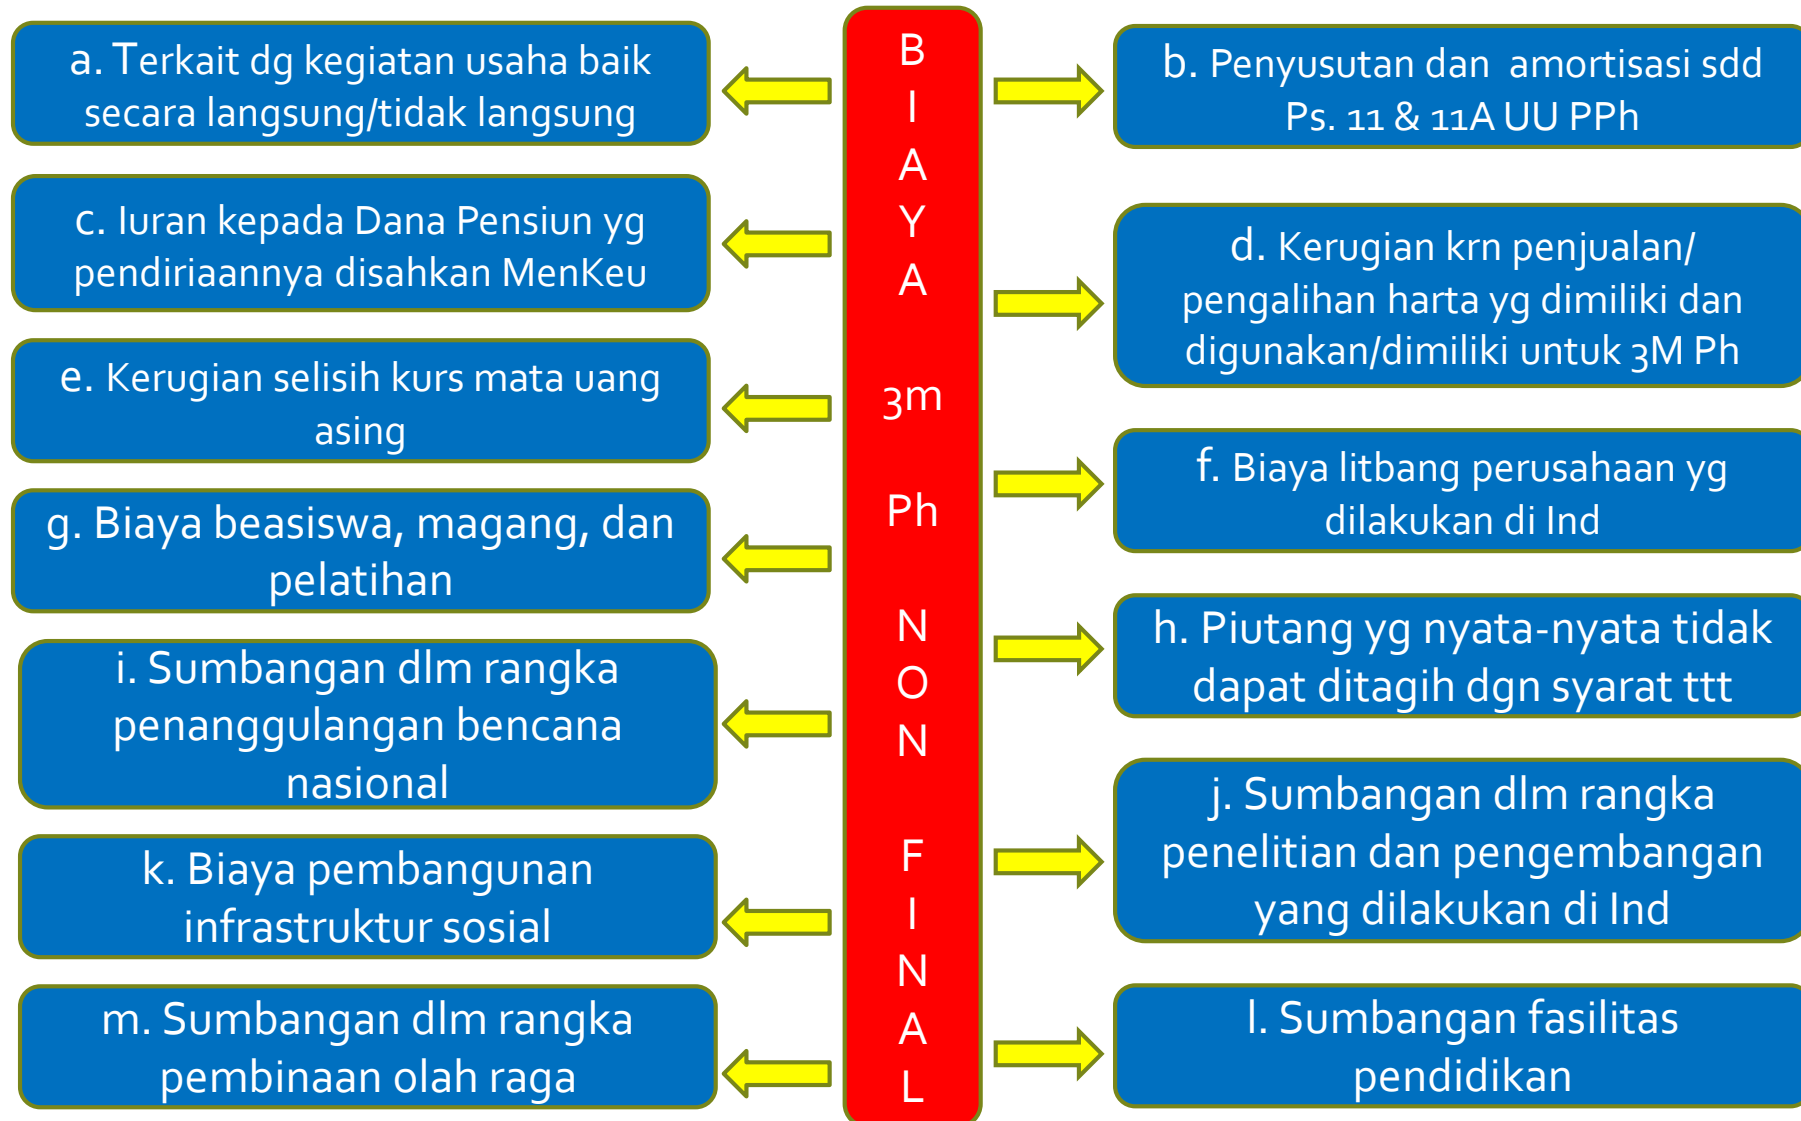 a. Terkait dg kegiatan usaha baik
secara langsung/tidak langsung
b. Penyusutan dan amortisasi sdd
Ps. 11 & 11A UU PPh
c. Iuran kepada Dana Pensiun yg
pendiriaannya disahkan MenKeu
d. Kerugian krn penjualan/
pengalihan harta yg dimiliki dan
digunakan/dimiliki untuk 3M Ph
e. Kerugian selisih kurs mata uang
asing
f. Biaya litbang perusahaan yg
dilakukan di Ind
g. Biaya beasiswa, magang, dan
pelatihan
h. Piutang yg nyata-nyata tidak
dapat ditagih dgn syarat ttt
i. Sumbangan dlm rangka
penanggulangan bencana
nasional
j. Sumbangan dlm rangka
penelitian dan pengembangan
yang dilakukan di Ind
k. Biaya pembangunan
infrastruktur sosial
l. Sumbangan fasilitas
pendidikan
m. Sumbangan dlm rangka
pembinaan olah raga
B
I
A
Y
A
3m
Ph
N
O
N
F
I
N
A
L